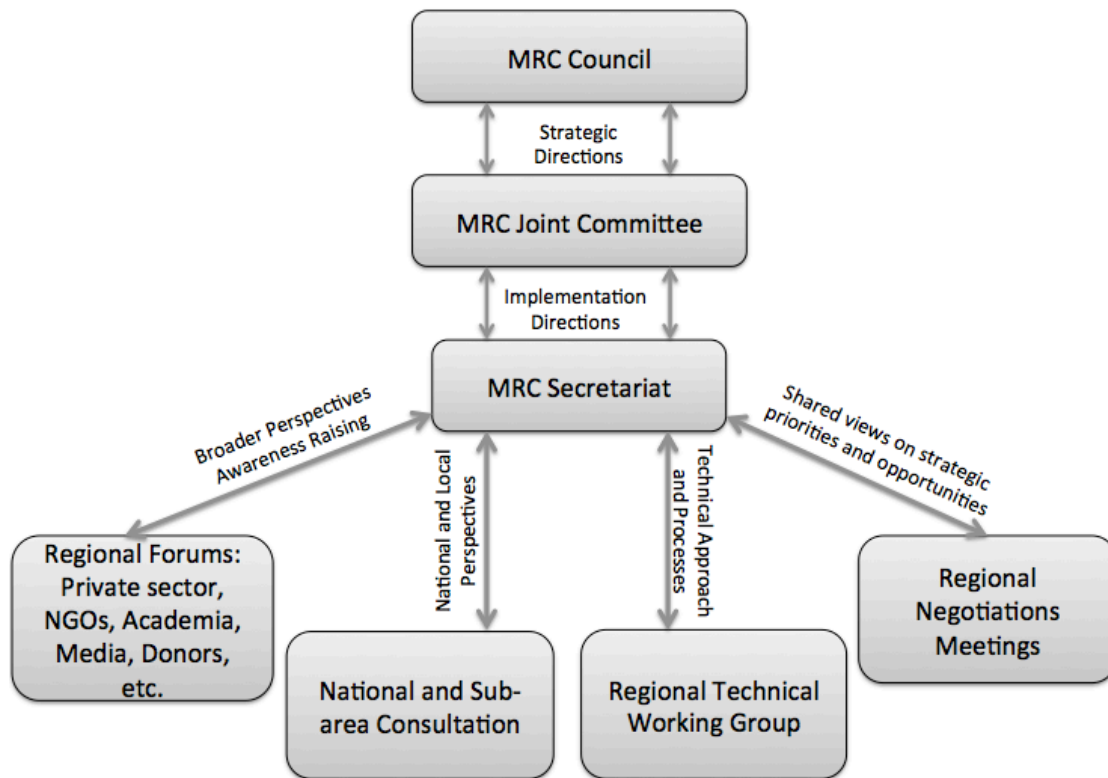 MRC Council
Strategic
Directions
MRC Joint Committee
Implementation
Directions
MRC Secretariat
Broader Perspectives
Awareness Raising
National and Local
Perspectives
Technical Approach
and Processes
Shared views on strategic
priorities and opportunities
Regional Forums:
Private sector,
NGOs, Academia,
Media, Donors,
etc.
National and Sub-
area Consultation
Regional Technical
Working Group
Regional
Negotiations
Meetings